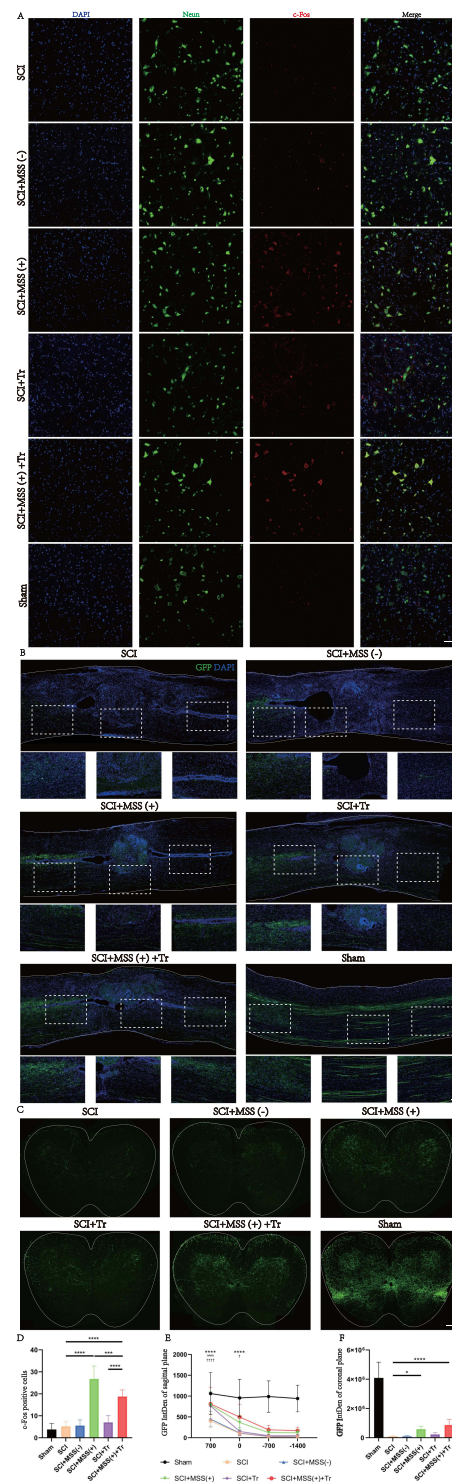 A
DAPI Neun c-Fos Merge
SCI
SCI+MSS (-)
SCI+MSS (+)
SCI+Tr
SCI+MSS (+) +Tr
Sham
B
SCI SCI+MSS (-)
GFP DAPI
SCI+MSS (+) SCI+Tr
SCI+MSS (+) +Tr Sham
C
SCI SCI+MSS (-) SCI+MSS (+)
SCI+Tr SCI+MSS (+) +Tr Sham
D
c-Fos positive cells
40
30
20
10
0
****
**** ***
****
Sham
SCI
SCI+MSS(-)
SCI+MSS(+)
SCI+Tr
SCI+MSS(+)+Tr
E
GFP IntDen of sagittal plane
2000
1500
1000
500
0
**** ****
††††
700 0 -700 -1400
Sham SCI SCI+MSS(-)
SCI+MSS(+) SCI+Tr SCI+MSS(+)+Tr
F
GFP IntDen of coronal plane
6×10⁶
4×10⁶
2×10⁶
0
****
*
Sham
SCI
SCI+MSS(-)
SCI+MSS(+)
SCI+Tr
SCI+MSS(+)+Tr